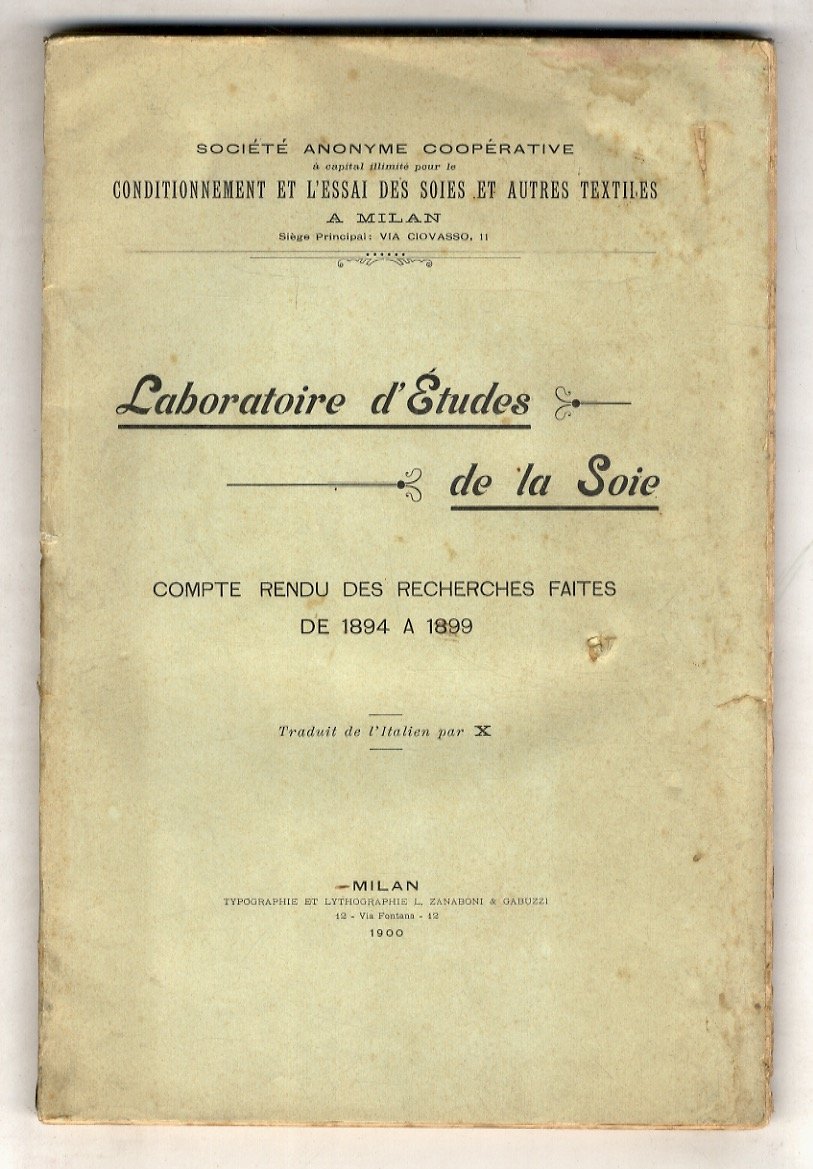 SOCIÉTÉ ANONYME COOPÉRATIVE
à capital illimité pour le
CONDITIONNEMENT ET L'ESSAI DES SOIES ET AUTRES TEXTILES
A MILAN
Siège Principal: VIA CIOVASSO, 11
Laboratoire d'Études
de la Soie
COMPTE RENDU DES RECHERCHES FAITES
DE 1894 A 1899
Traduit de l'Italien par X
MILAN
TYPOGRAPHIE ET LYTHOGRAPHIE L. ZANABONI & GABUZZI
12 - Via Fontana - 12
1900